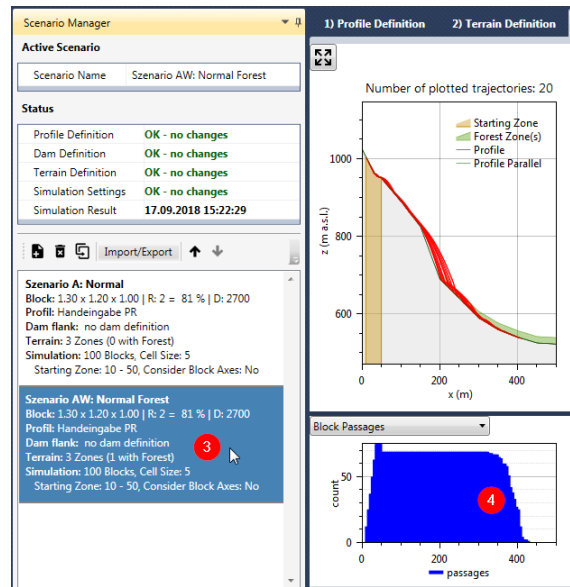 Scenario Manager
Active Scenario
Scenario Name Szenario AW: Normal Forest
Status
Profile Definition OK - no changes
Dam Definition OK - no changes
Terrain Definition OK - no changes
Simulation Settings OK - no changes
Simulation Result 17.09.2018 15:22:29
Import/Export
Szenario A: Normal
Block: 1.30 x 1.20 x 1.00 | R: 2 = 81 % | D: 2700
Profil: Handeingabe PR
Dam flank: no dam definition
Terrain: 3 Zones (0 with Forest)
Simulation: 100 Blocks, Cell Size: 5
Starting Zone: 10 - 50, Consider Block Axes: No
Szenario AW: Normal Forest
Block: 1.30 x 1.20 x 1.00 | R: 2 = 81 % | D: 2700
Profil: Handeingabe PR
Dam flank: no dam definition
Terrain: 3 Zones (1 with Forest)
Simulation: 100 Blocks, Cell Size: 5
Starting Zone: 10 - 50, Consider Block Axes: No
3
1) Profile Definition 2) Terrain Definition
Number of plotted trajectories: 20
Starting Zone
Forest Zone(s)
Profile
Profile Parallel
z (m a.s.l.)
1000
800
600
0 200 400
x (m)
Block Passages
count
50
0
4
0 200 400
passages